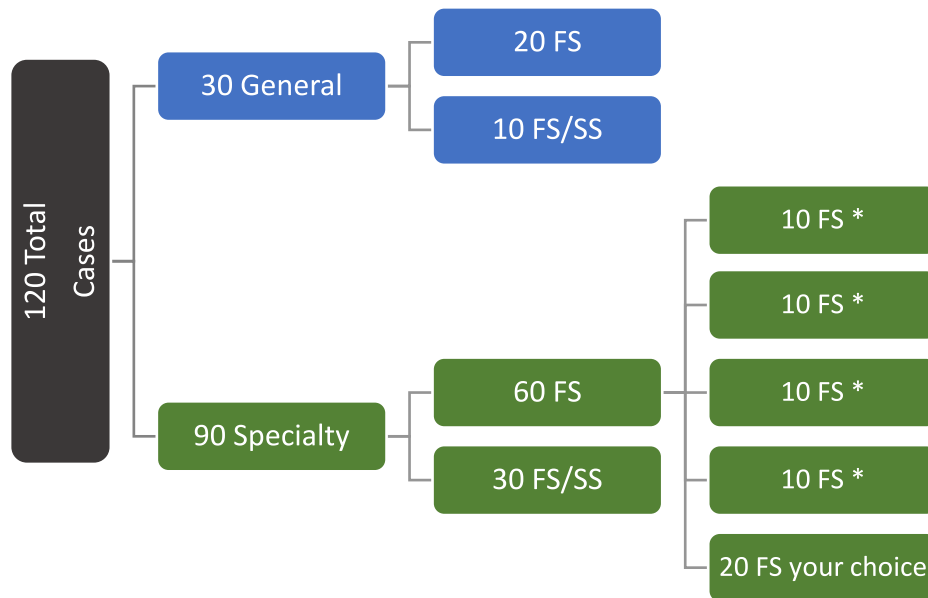 120 Total
Cases
30 General
20 FS
10 FS/SS
90 Specialty
60 FS
30 FS/SS
10 FS *
10 FS *
10 FS *
10 FS *
20 FS your choice